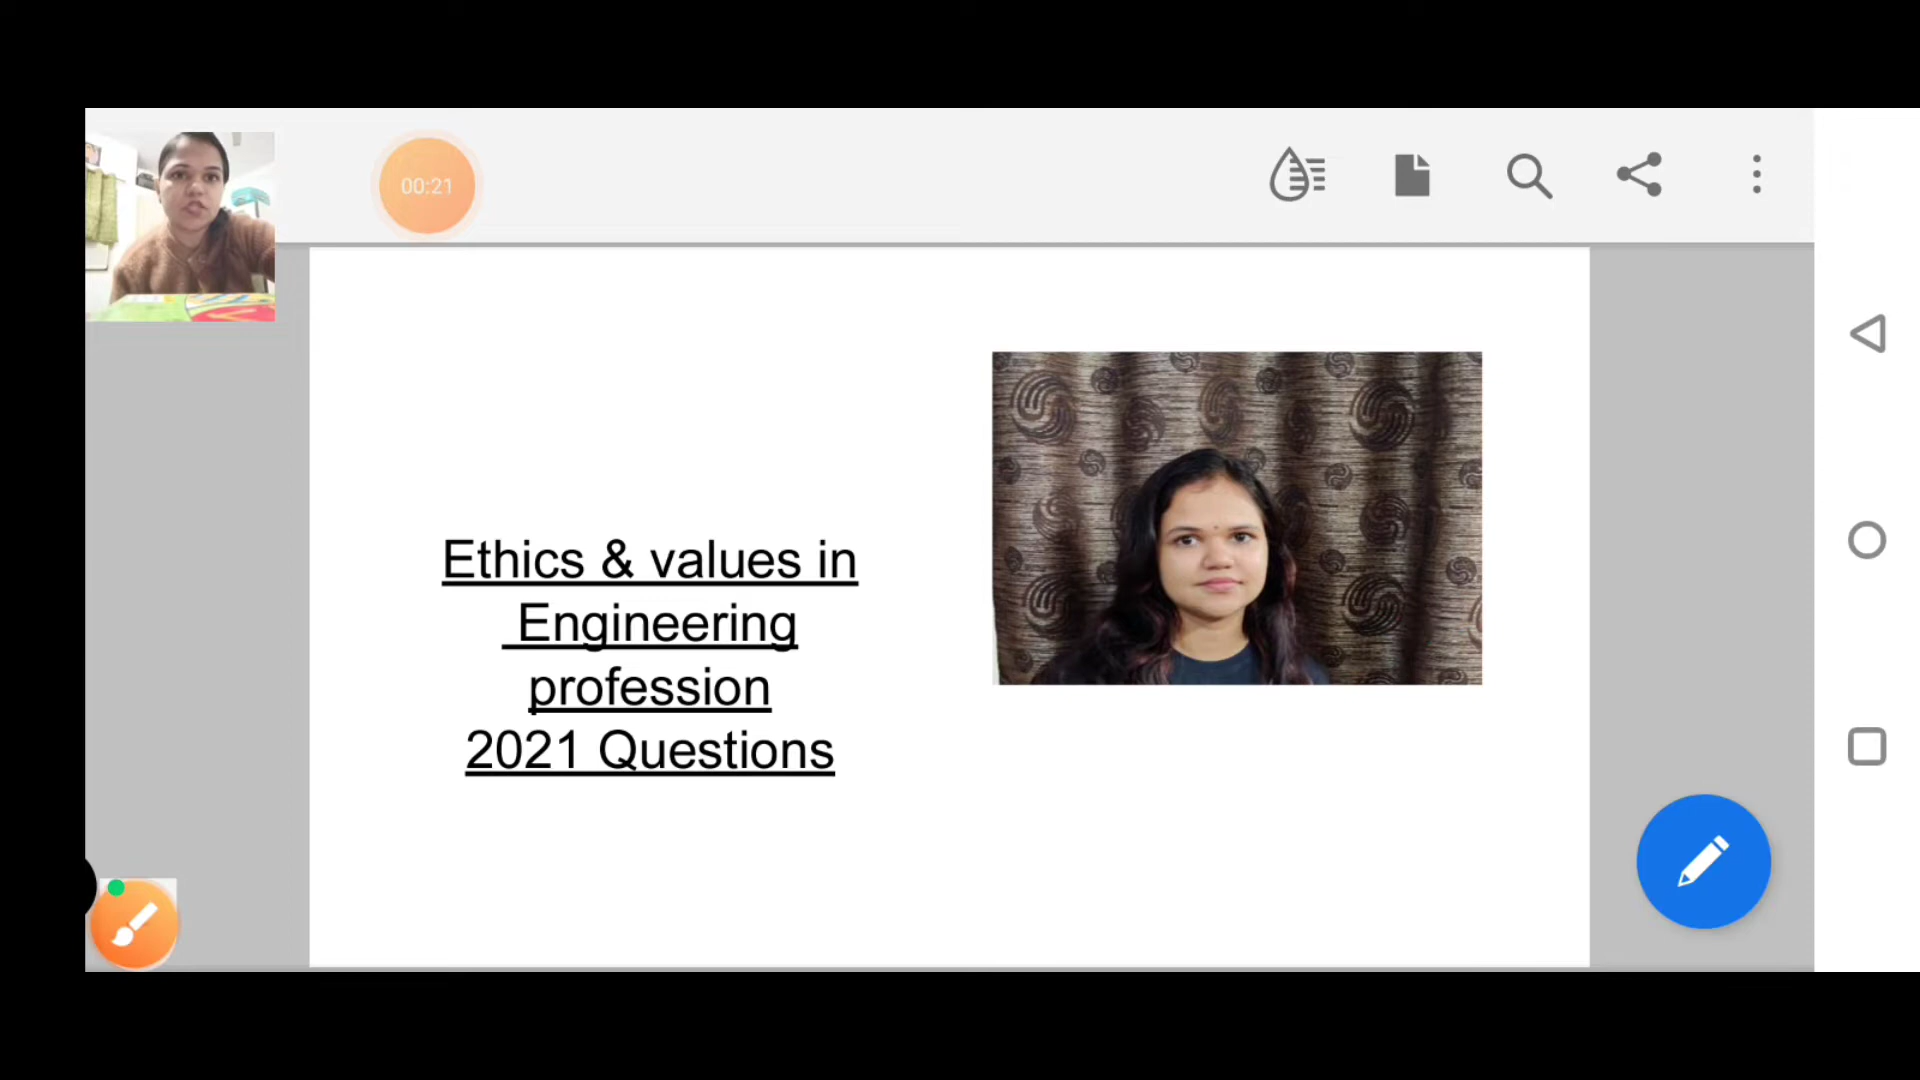 00:21
Ethics & values in
Engineering
profession
2021 Questions